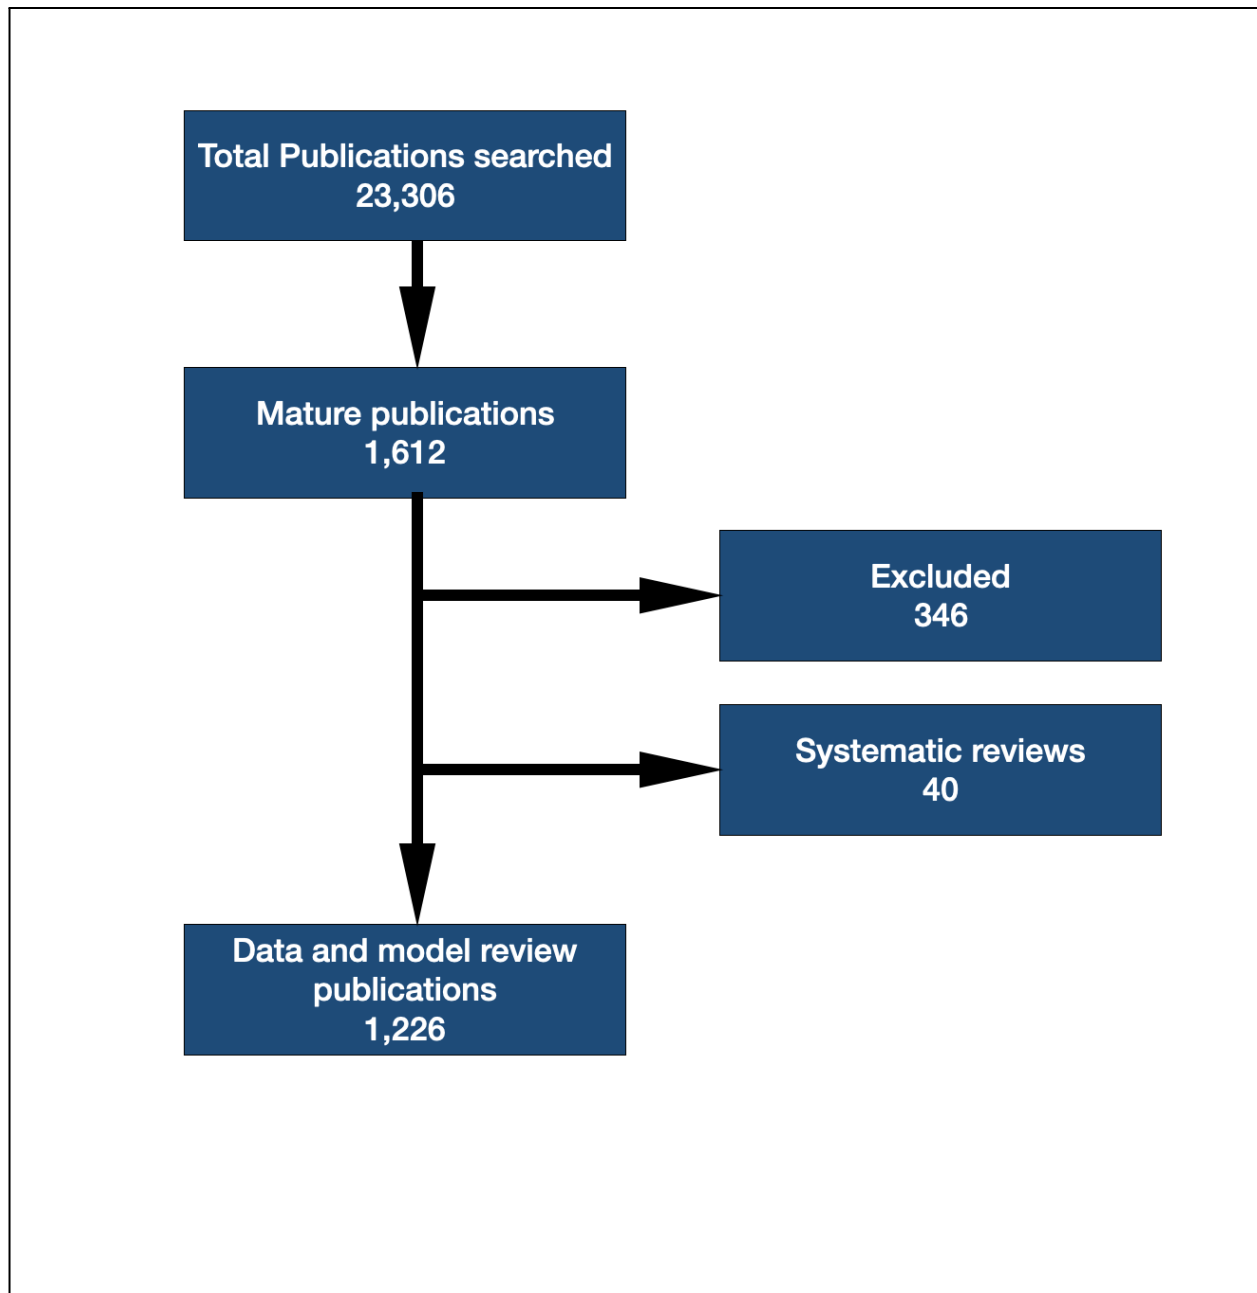 Total Publications searched
23,306
Mature publications
1,612
Excluded
346
Systematic reviews
40
Data and model review
publications
1,226